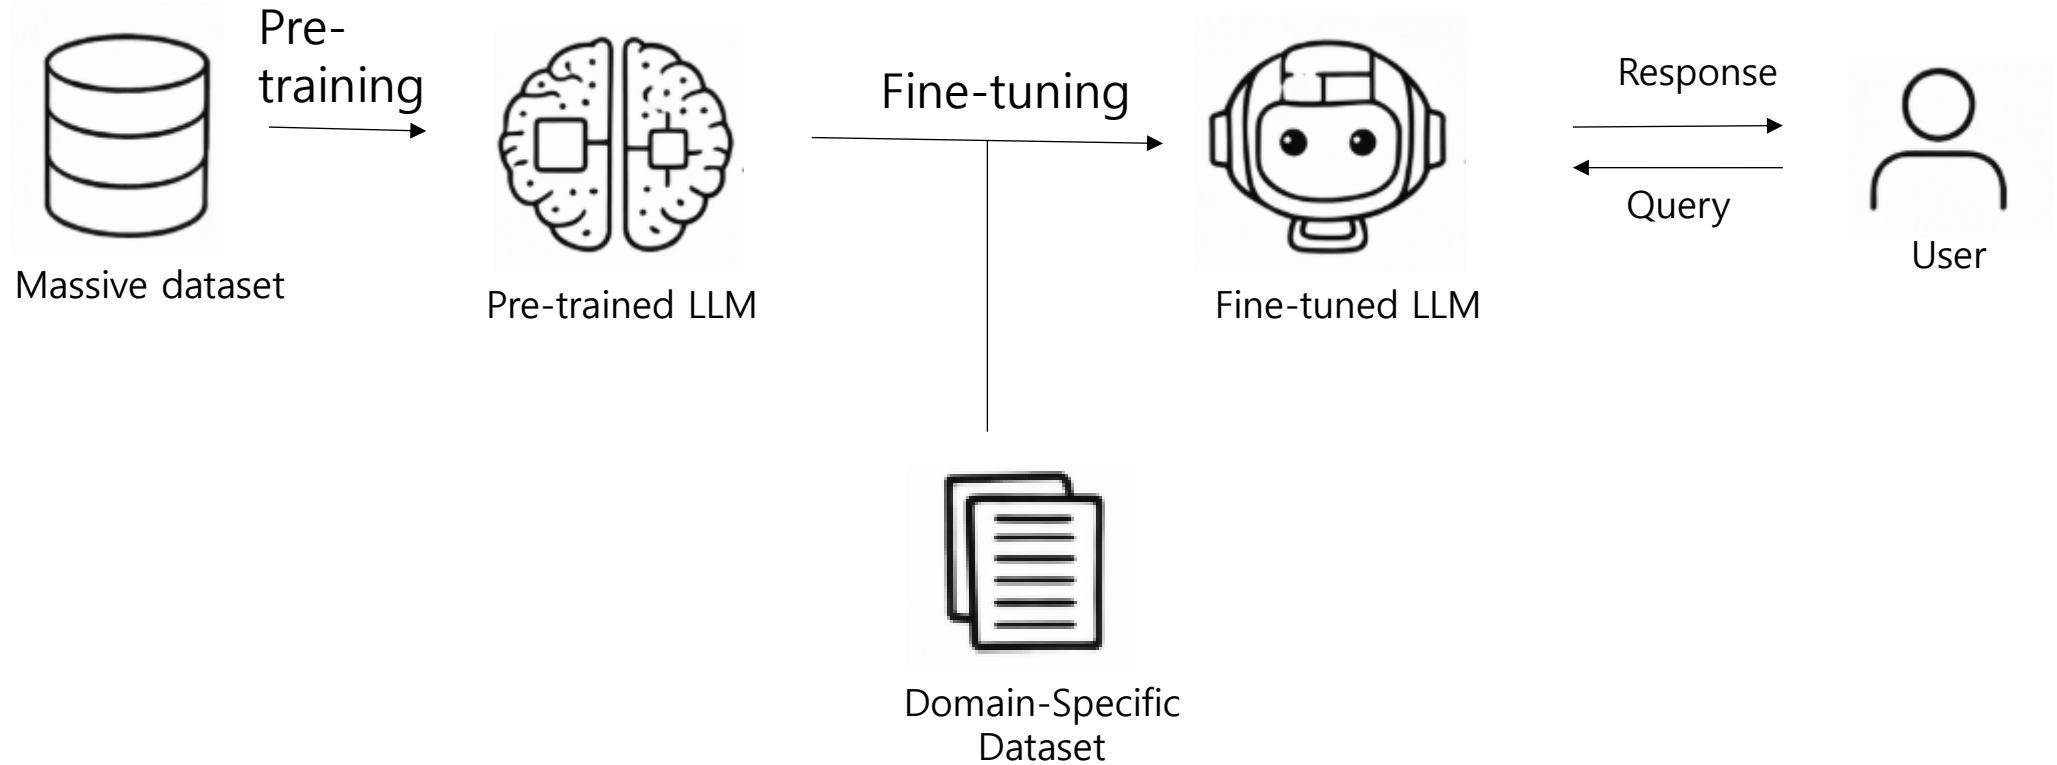 Pre-
training
Massive dataset
Pre-trained LLM
Fine-tuning
Fine-tuned LLM
Response
Query
User
Domain-Specific
Dataset